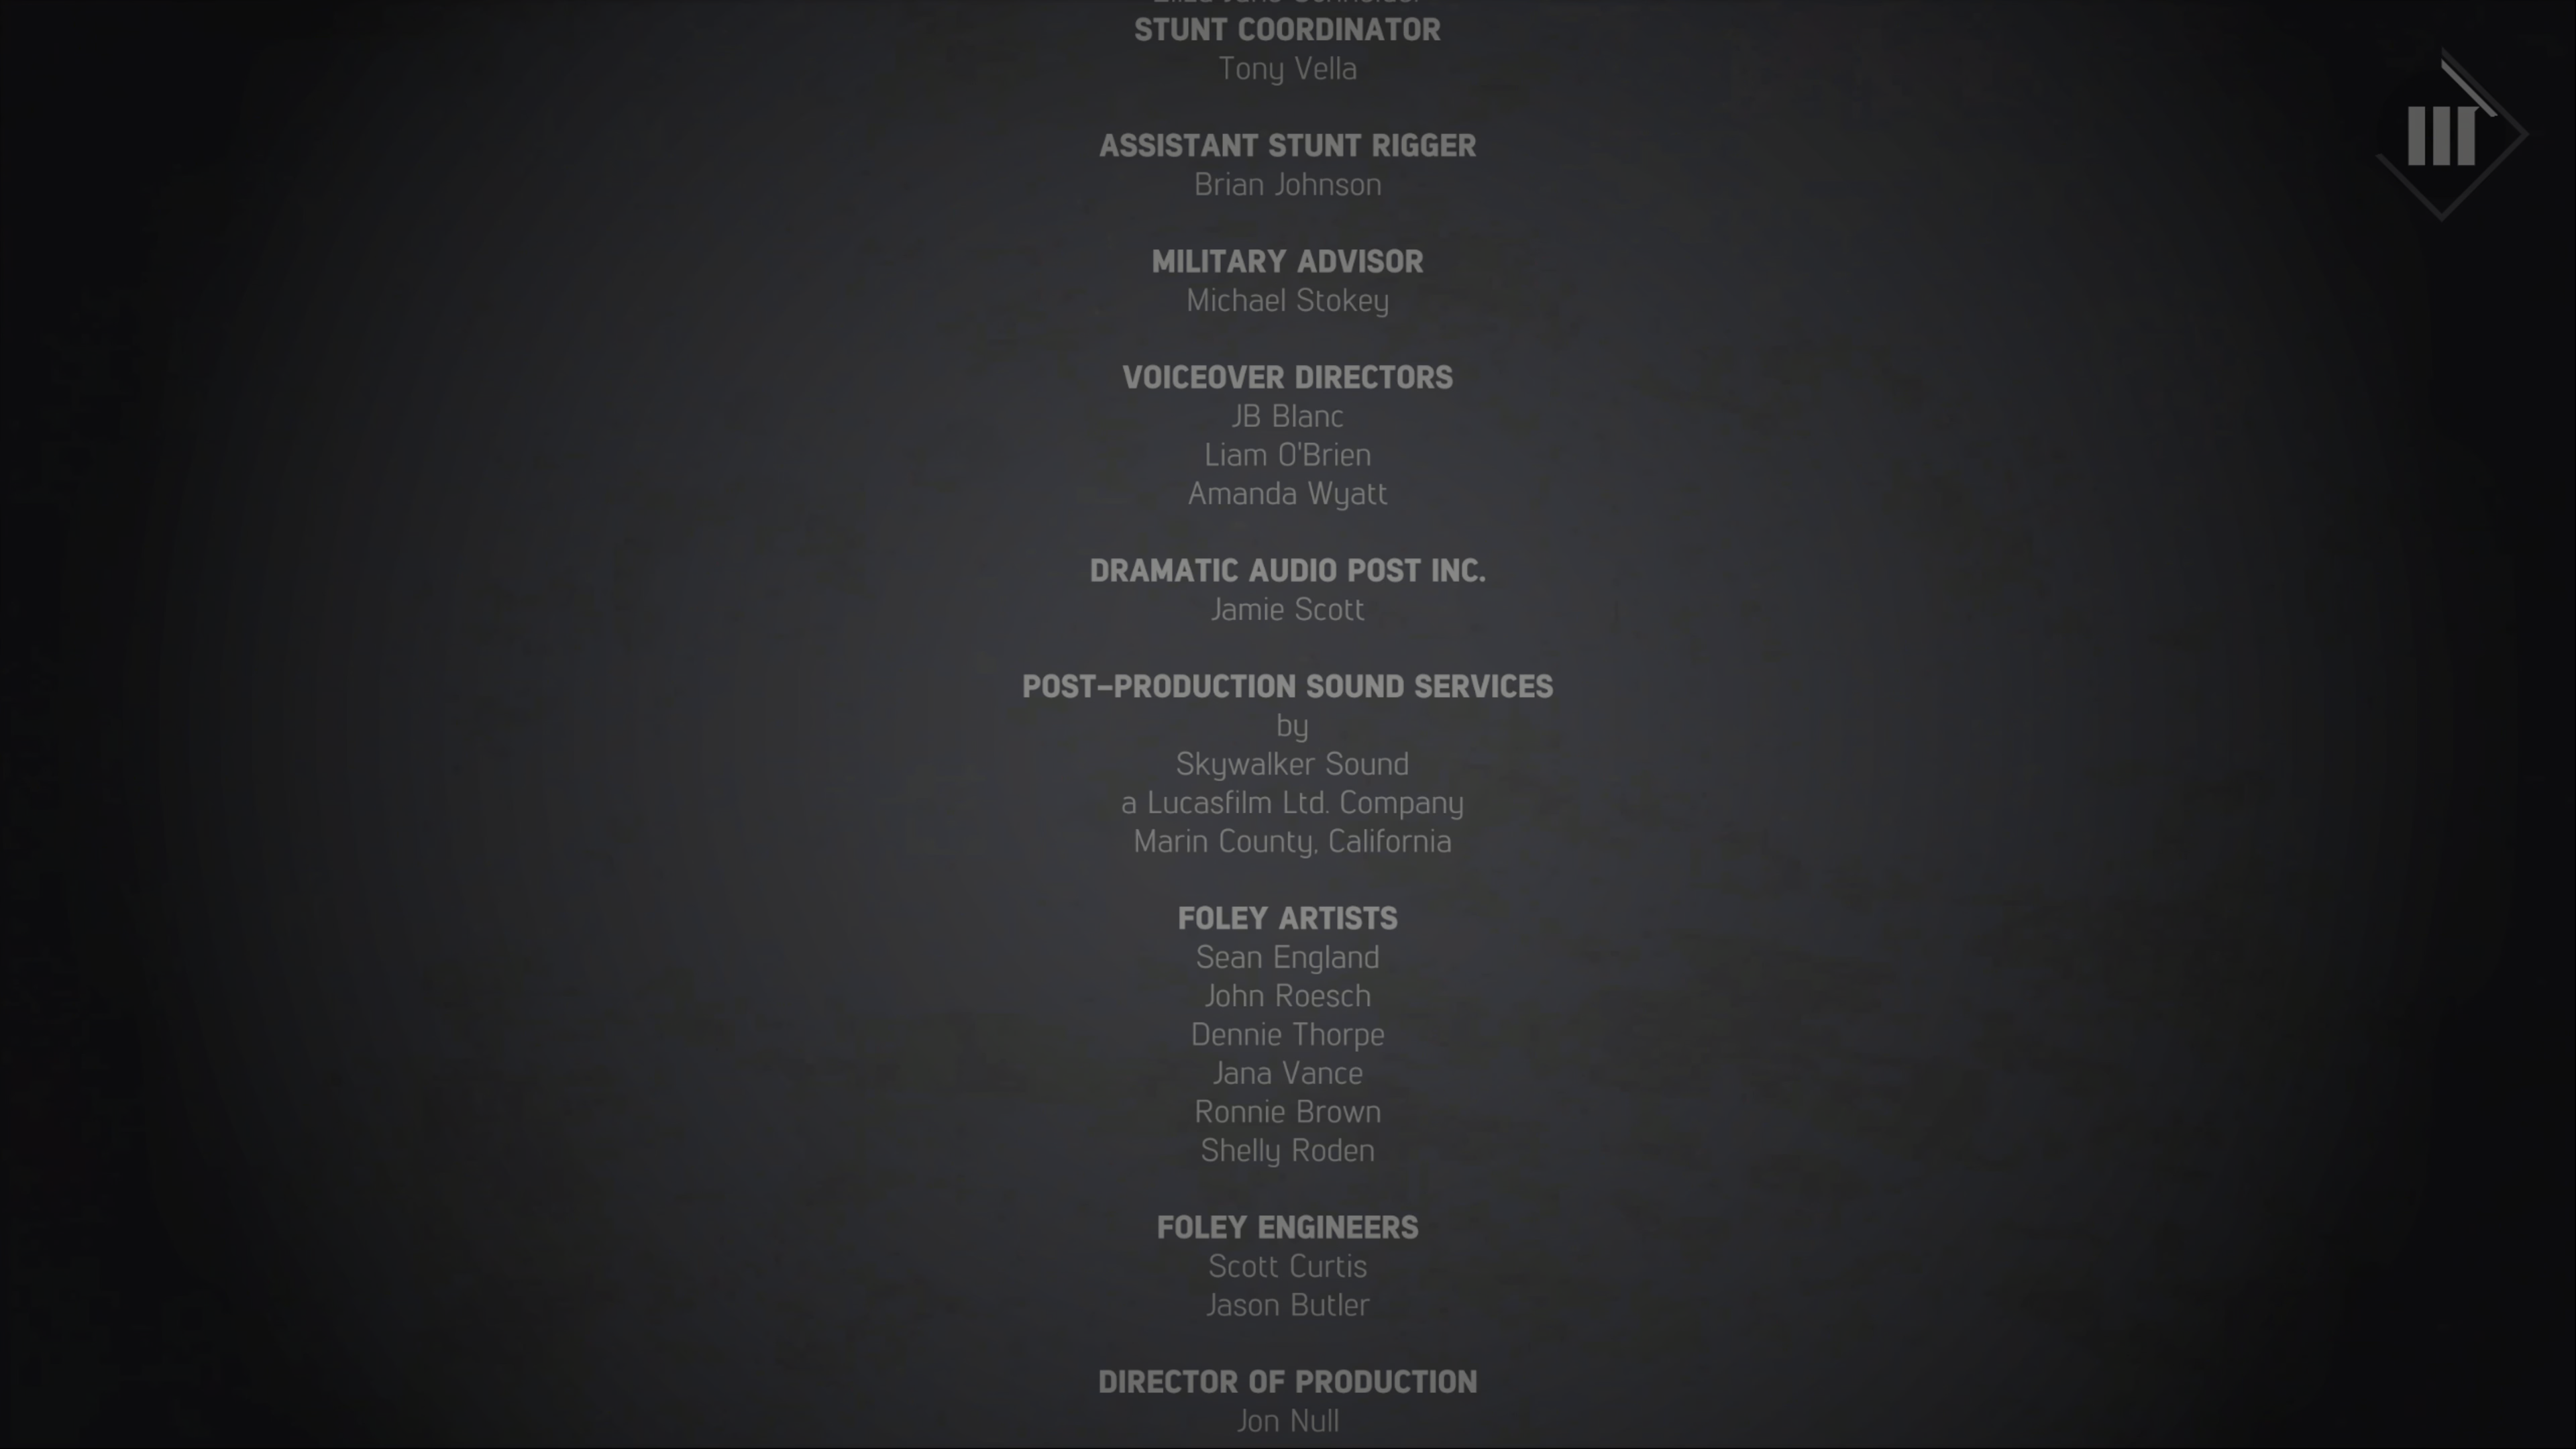 STUNT COORDINATOR
Tony Vella
ASSISTANT STUNT RIGGER
Brian Johnson
MILITARY ADVISOR
Michael Stokey
VOICEOVER DIRECTORS
JB Blanc
Liam O'Brien
Amanda Wyatt
DRAMATIC AUDIO POST INC.
Jamie Scott
POST-PRODUCTION SOUND SERVICES
by
Skywalker Sound
a Lucasfilm Ltd. Company
Marin County, California
FOLEY ARTISTS
Sean England
John Roesch
Dennie Thorpe
Jana Vance
Ronnie Brown
Shelly Roden
FOLEY ENGINEERS
Scott Curtis
Jason Butler
DIRECTOR OF PRODUCTION
Jon Null